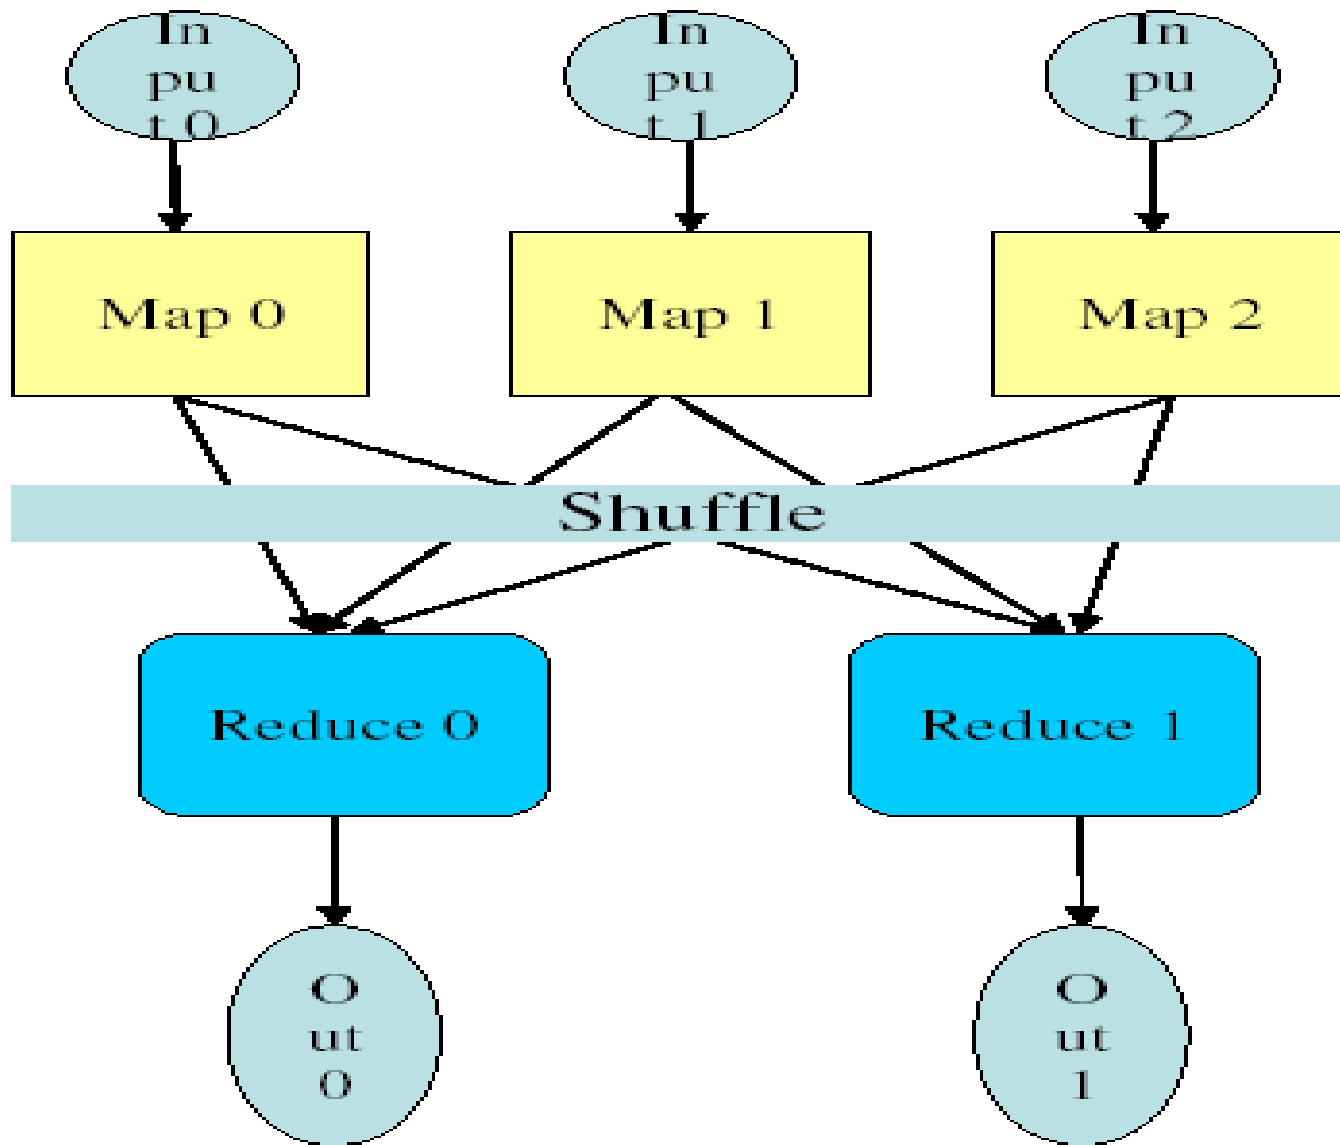 In
pu
t 0
In
pu
t 1
In
pu
t 2
Map 0
Map 1
Map 2
Shuffle
Reduce 0
Reduce 1
O
ut
0
O
ut
1